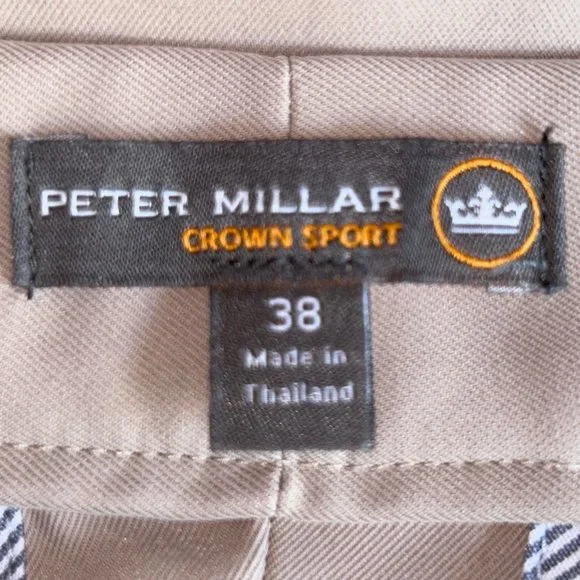 PETER MILLAR
CROWN SPORT
38
Made in
Thailand